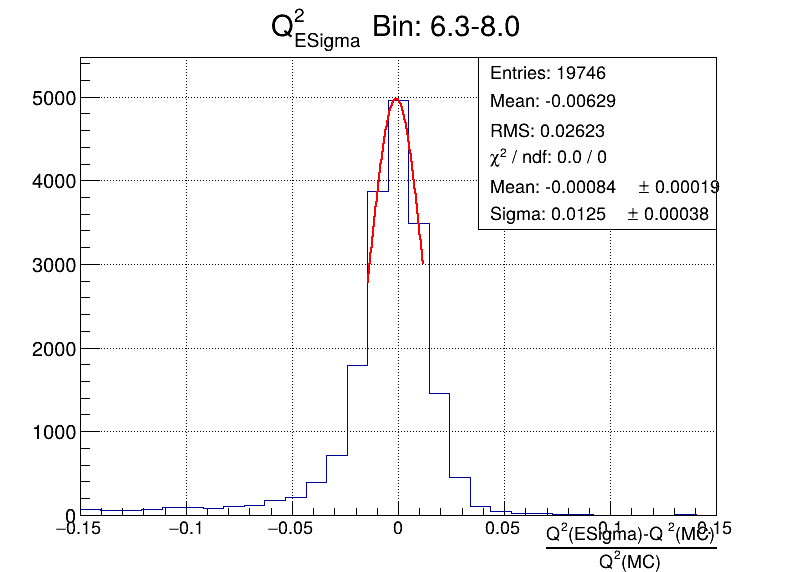 Q²ESigma Bin: 6.3-8.0
Entries: 19746
Mean: -0.00629
RMS: 0.02623
χ² / ndf: 0.0 / 0
Mean: -0.00084 ± 0.00019
Sigma: 0.0125 ± 0.00038
5000
4000
3000
2000
1000
0
−0.15 −0.1 −0.05 0 0.05 0.1 0.15
Q²(ESigma)-Q ²(MC)
Q²(MC)